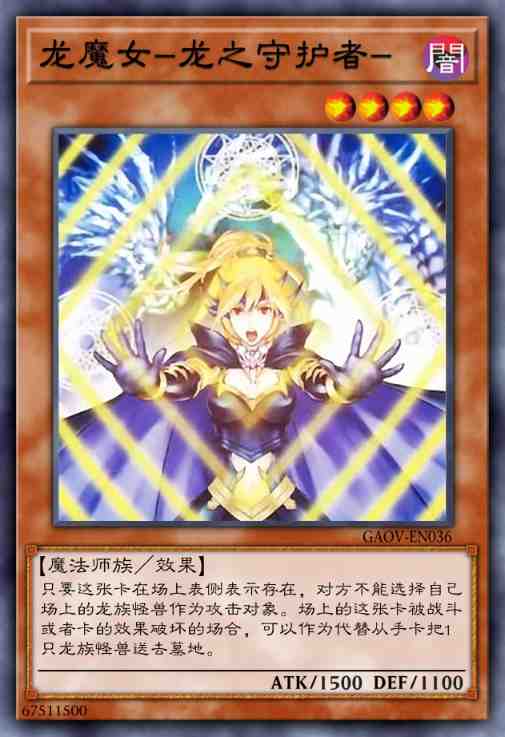 龙魔女-龙之守护者-
闇
GAOV-EN036
【魔法师族／效果】
只要这张卡在场上表侧表示存在，对方不能选择自己
场上的龙族怪兽作为攻击对象。场上的这张卡被战斗
或者卡的效果破坏的场合，可以作为代替从手卡把1
只龙族怪兽送去墓地。
ATK/1500 DEF/1100
67511500